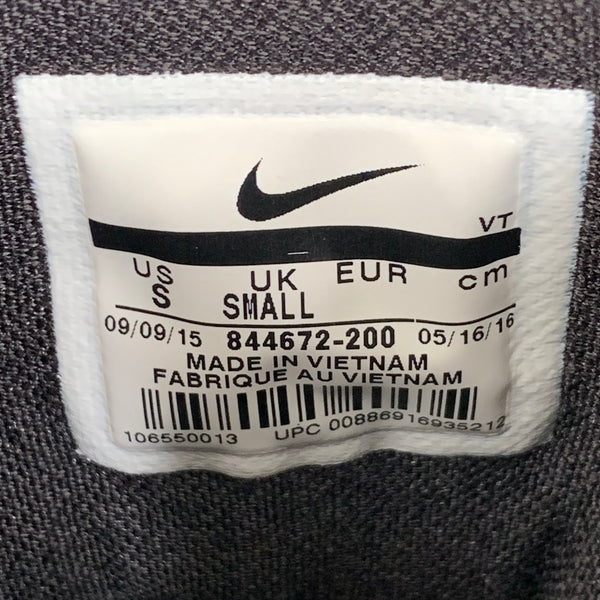 VT
US UK EUR cm
S SMALL
09/09/15 844672-200 05/16/16
MADE IN VIETNAM
FABRIQUE AU VIETNAM
106550013 UPC 00886916935212